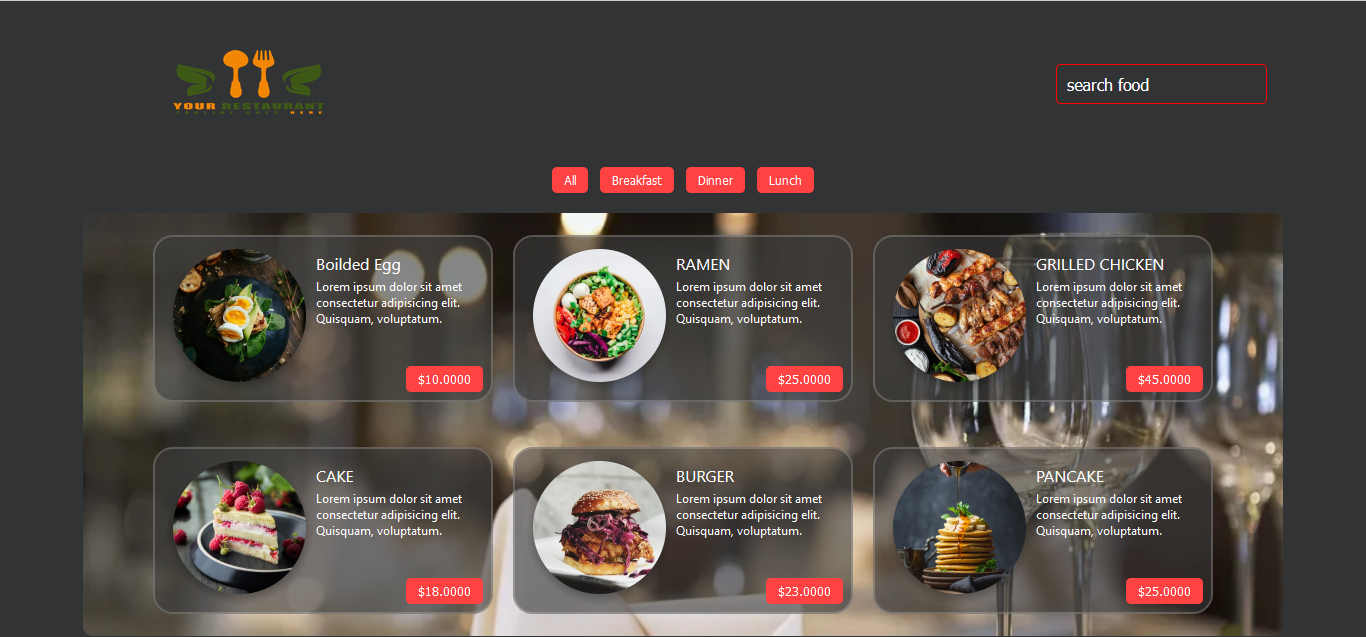 YOUR RESTAURANT
search food
All
Breakfast
Dinner
Lunch
Boilded Egg
Lorem ipsum dolor sit amet
consectetur adipisicing elit.
Quisquam, voluptatum.
$10.0000
RAMEN
Lorem ipsum dolor sit amet
consectetur adipisicing elit.
Quisquam, voluptatum.
$25.0000
GRILLED CHICKEN
Lorem ipsum dolor sit amet
consectetur adipisicing elit.
Quisquam, voluptatum.
$45.0000
CAKE
Lorem ipsum dolor sit amet
consectetur adipisicing elit.
Quisquam, voluptatum.
$18.0000
BURGER
Lorem ipsum dolor sit amet
consectetur adipisicing elit.
Quisquam, voluptatum.
$23.0000
PANCAKE
Lorem ipsum dolor sit amet
consectetur adipisicing elit.
Quisquam, voluptatum.
$25.0000